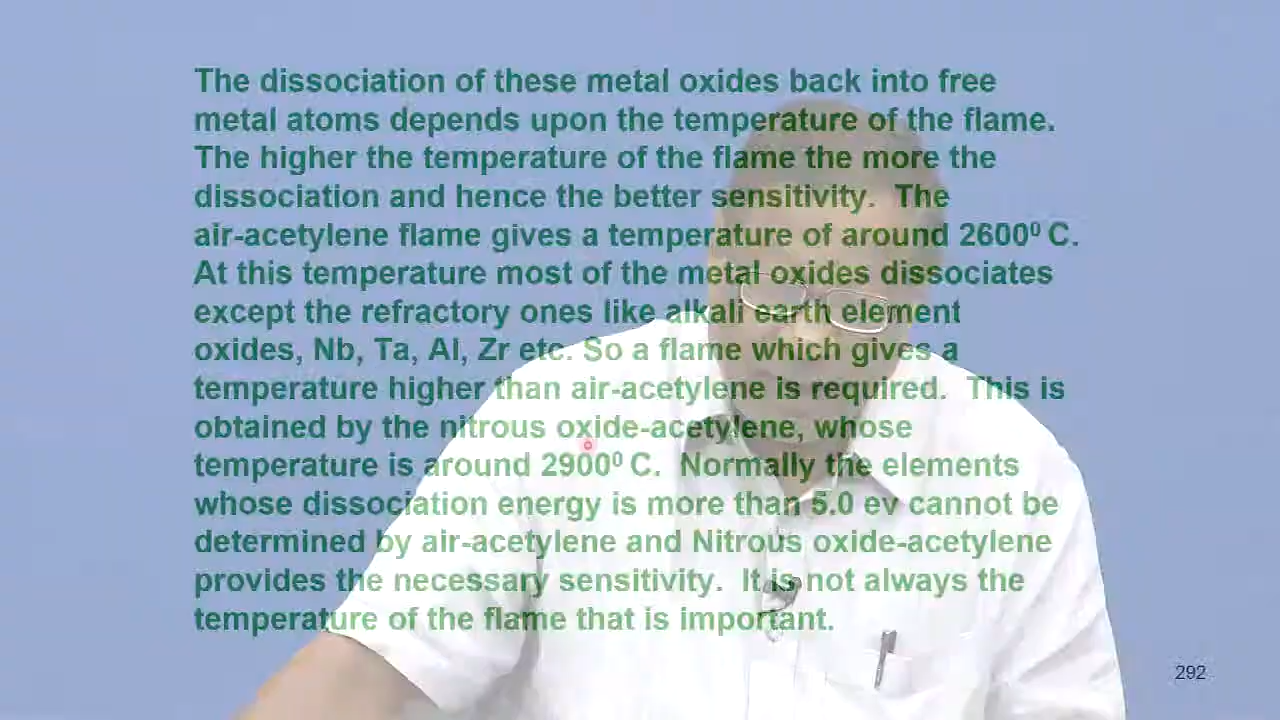 The dissociation of these metal oxides back into free
metal atoms depends upon the temperature of the flame.
The higher the temperature of the flame the more the
dissociation and hence the better sensitivity. The
air-acetylene flame gives a temperature of around 2600⁰ C.
At this temperature most of the metal oxides dissociates
except the refractory ones like alkali earth element
oxides, Nb, Ta, Al, Zr etc. So a flame which gives a
temperature higher than air-acetylene is required. This is
obtained by the nitrous oxide-acetylene, whose
temperature is around 2900⁰ C. Normally the elements
whose dissociation energy is more than 5.0 ev cannot be
determined by air-acetylene and Nitrous oxide-acetylene
provides the necessary sensitivity. It is not always the
temperature of the flame that is important.
292